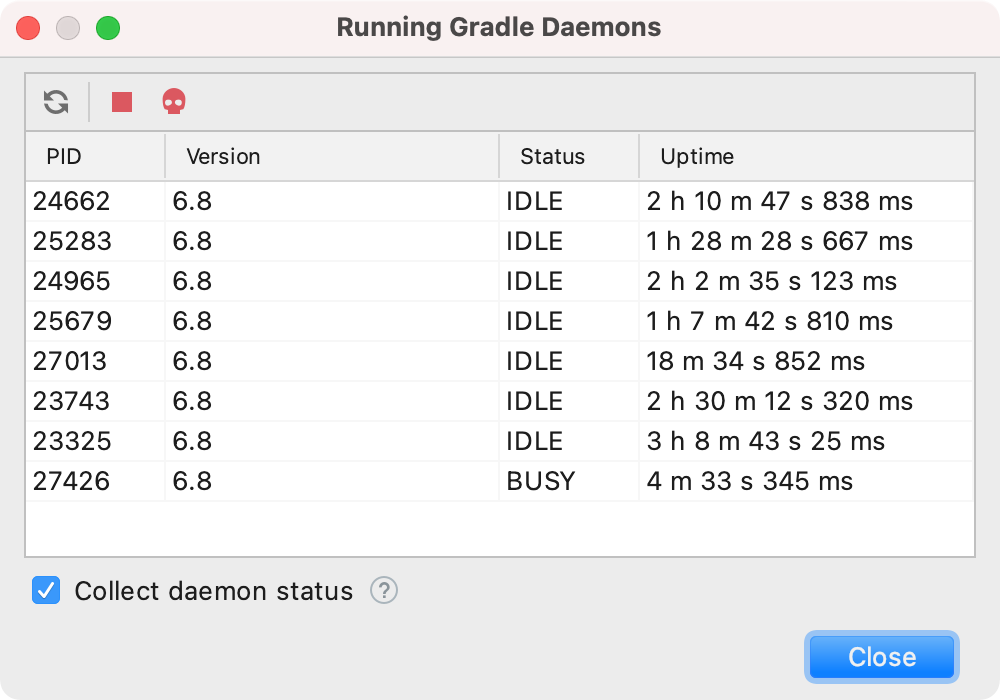 Running Gradle Daemons
PID Version Status Uptime
24662 6.8 IDLE 2 h 10 m 47 s 838 ms
25283 6.8 IDLE 1 h 28 m 28 s 667 ms
24965 6.8 IDLE 2 h 2 m 35 s 123 ms
25679 6.8 IDLE 1 h 7 m 42 s 810 ms
27013 6.8 IDLE 18 m 34 s 852 ms
23743 6.8 IDLE 2 h 30 m 12 s 320 ms
23325 6.8 IDLE 3 h 8 m 43 s 25 ms
27426 6.8 BUSY 4 m 33 s 345 ms
Collect daemon status ?
Close